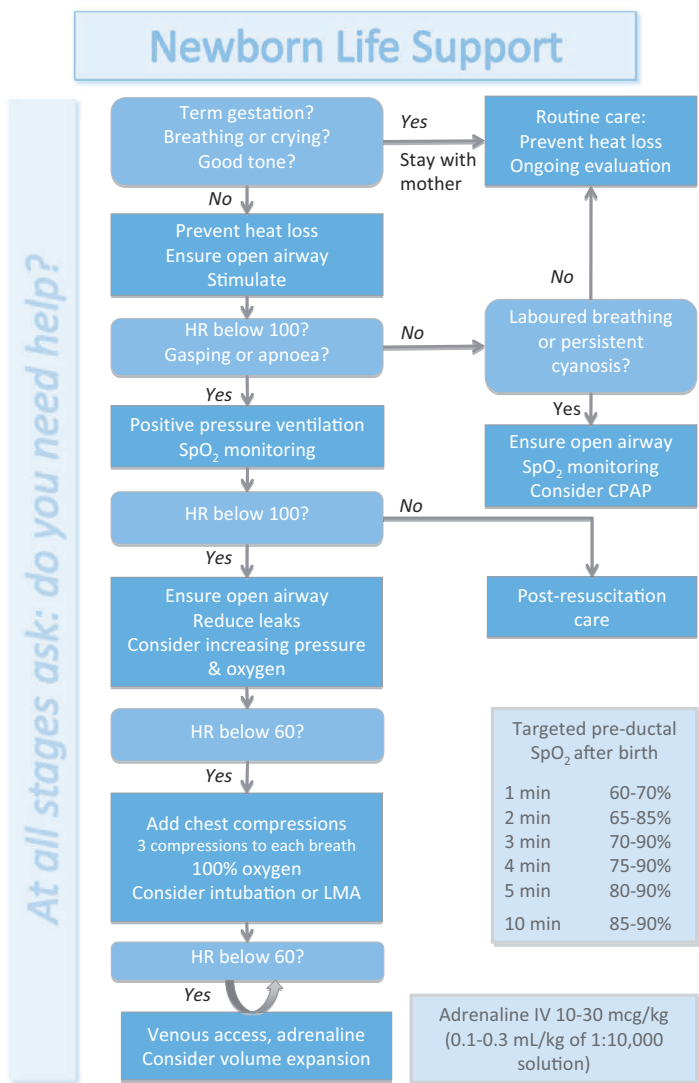 Newborn Life Support
At all stages ask: do you need help?
Term gestation?
Breathing or crying?
Good tone?
Yes
Stay with
mother
Routine care:
Prevent heat loss
Ongoing evaluation
No
Prevent heat loss
Ensure open airway
Stimulate
No
HR below 100?
Gasping or apnoea?
No
Laboured breathing
or persistent
cyanosis?
Yes
Yes
Positive pressure ventilation
SpO₂ monitoring
Ensure open airway
SpO₂ monitoring
Consider CPAP
HR below 100?
No
Yes
Ensure open airway
Reduce leaks
Consider increasing pressure
& oxygen
Post-resuscitation
care
HR below 60?
Yes
Add chest compressions
3 compressions to each breath
100% oxygen
Consider intubation or LMA
Targeted pre-ductal
SpO₂ after birth
1 min 60-70%
2 min 65-85%
3 min 70-90%
4 min 75-90%
5 min 80-90%
10 min 85-90%
HR below 60?
Yes
Venous access, adrenaline
Consider volume expansion
Adrenaline IV 10-30 mcg/kg
(0.1-0.3 mL/kg of 1:10,000
solution)